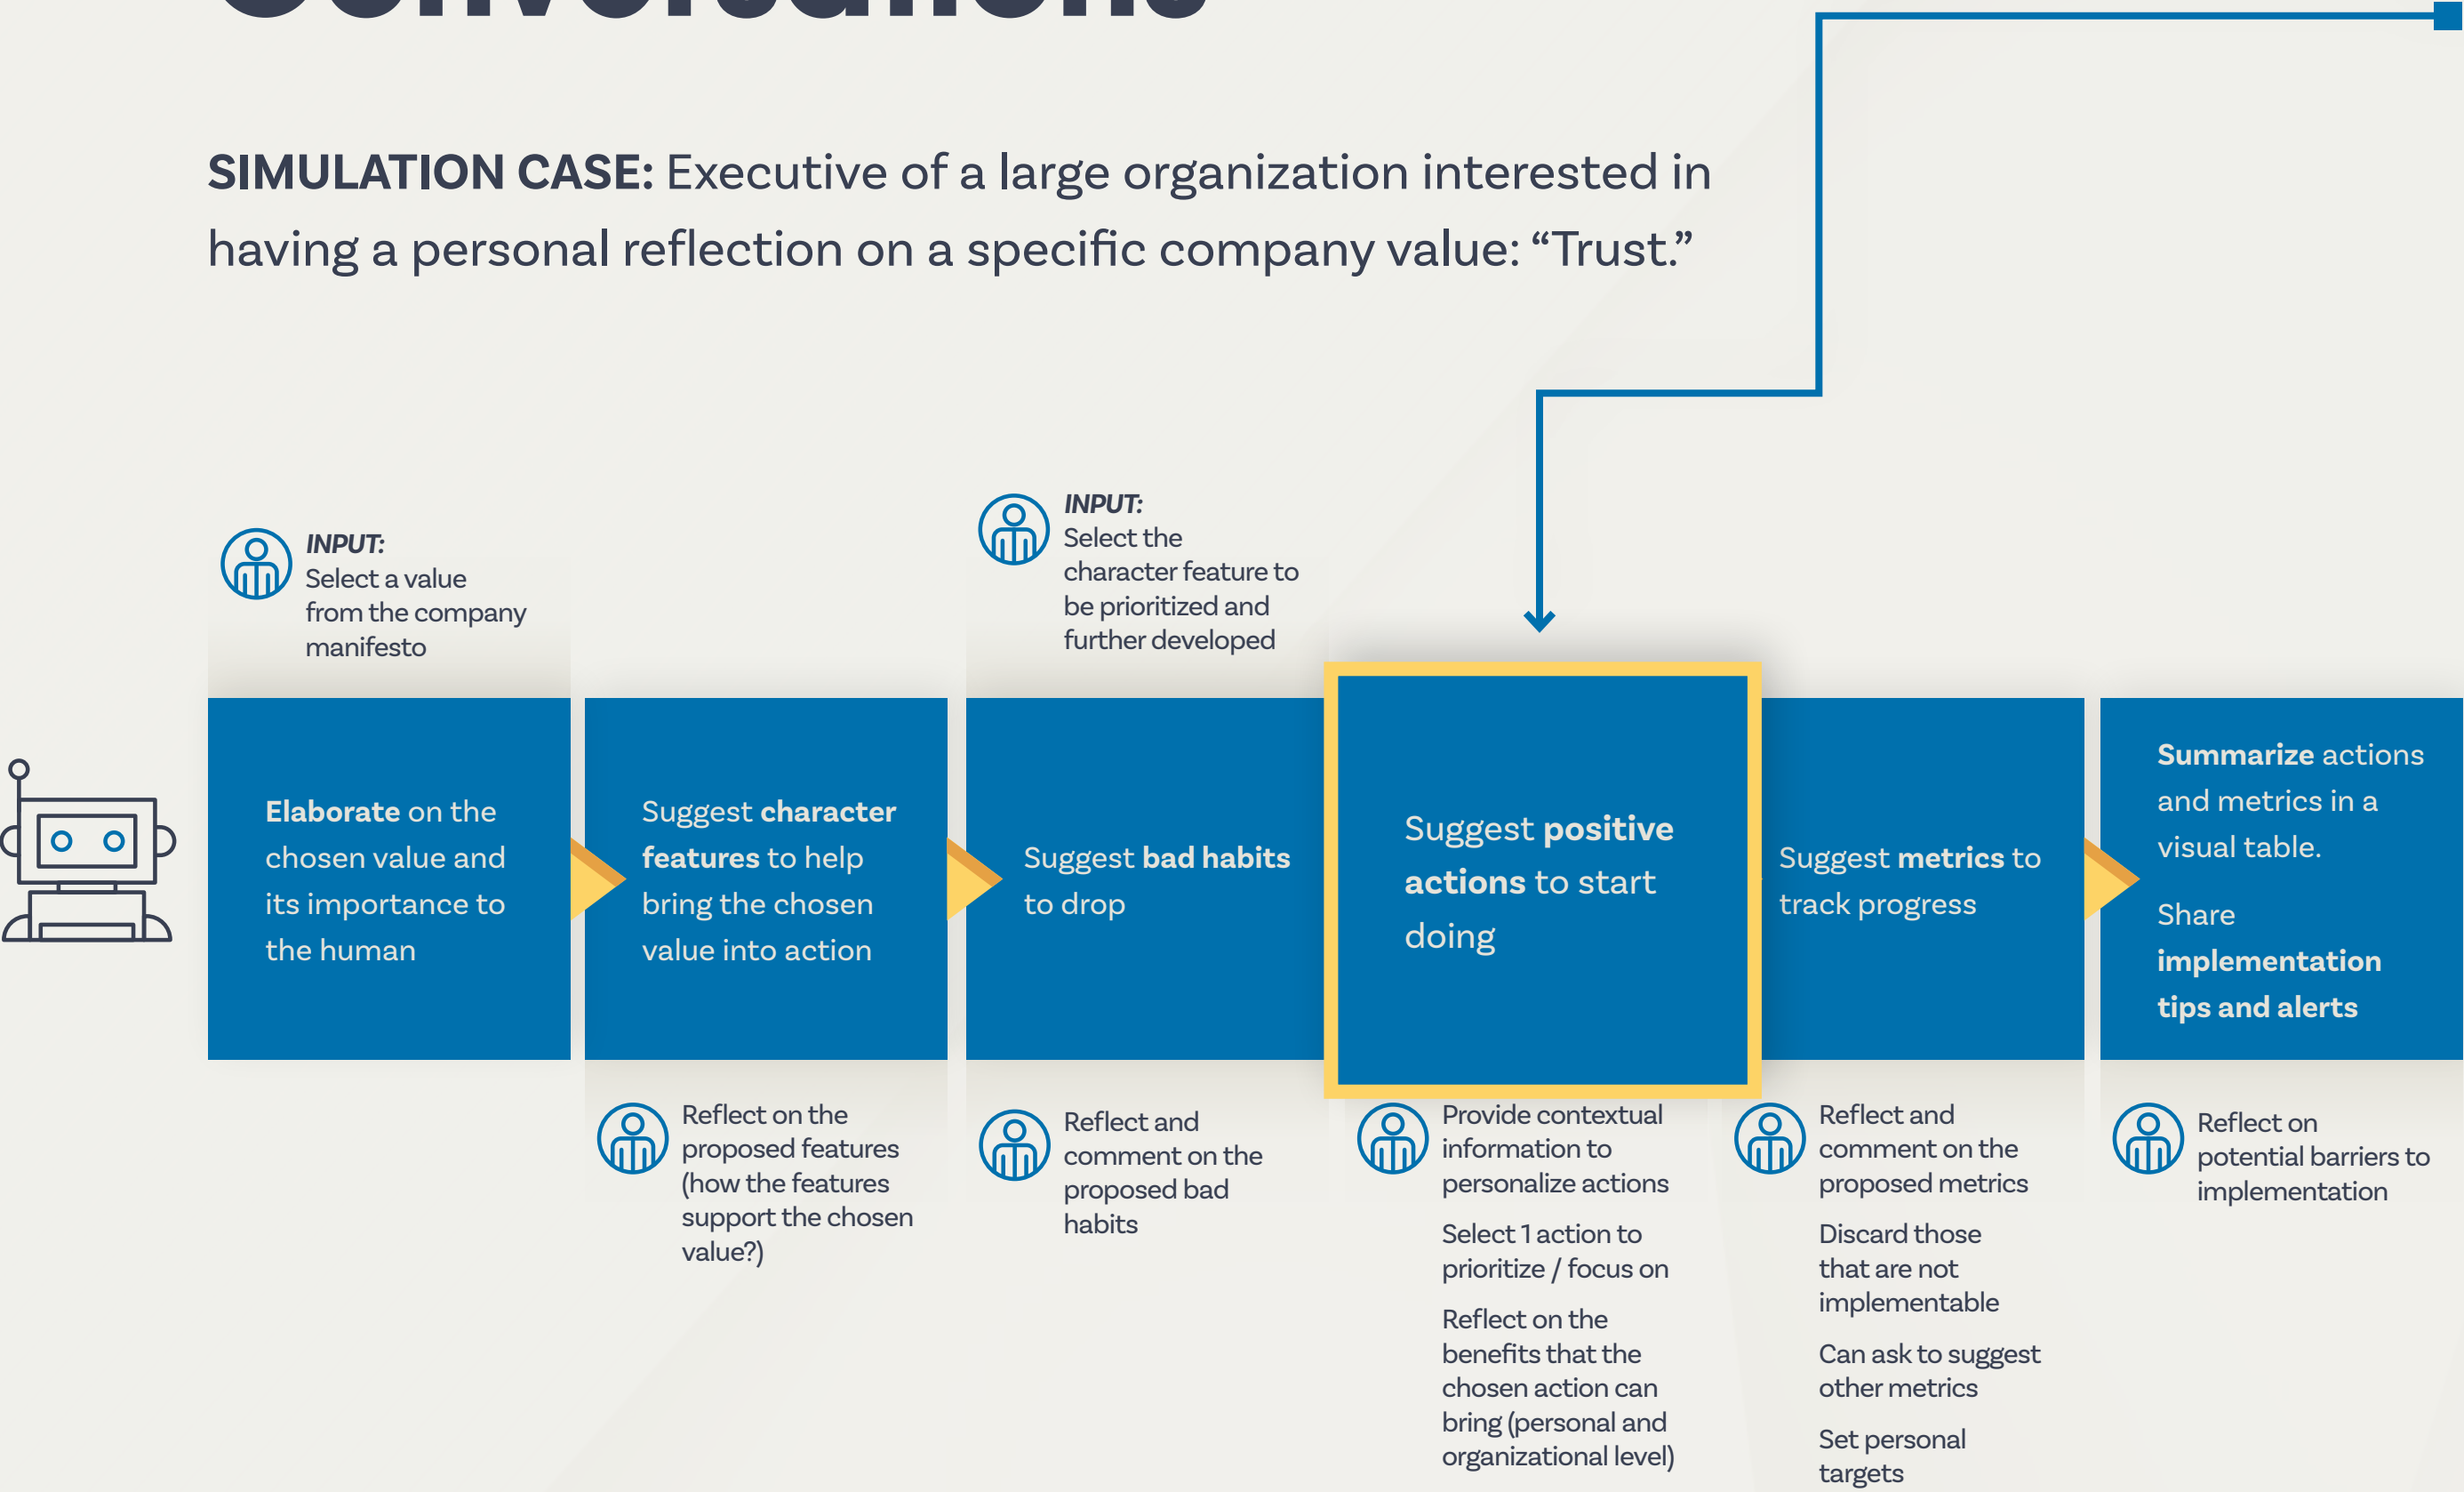 Conversations
SIMULATION CASE: Executive of a large organization interested in
having a personal reflection on a specific company value: “Trust.”
INPUT:
Select a value
from the company
manifesto
INPUT:
Select the
character feature to
be prioritized and
further developed
Elaborate on the
chosen value and
its importance to
the human
Suggest character
features to help
bring the chosen
value into action
Suggest bad habits
to drop
Suggest positive
actions to start
doing
Suggest metrics to
track progress
Summarize actions
and metrics in a
visual table.
Share
implementation
tips and alerts
Reflect on the
proposed features
(how the features
support the chosen
value?)
Reflect and
comment on the
proposed bad
habits
Provide contextual
information to
personalize actions
Select 1 action to
prioritize / focus on
Reflect on the
benefits that the
chosen action can
bring (personal and
organizational level)
Reflect and
comment on the
proposed metrics
Discard those
that are not
implementable
Can ask to suggest
other metrics
Set personal
targets
Reflect on
potential barriers to
implementation